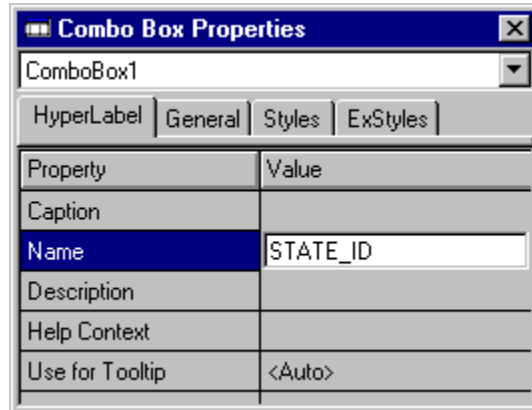 Combo Box Properties
ComboBox1
HyperLabel General Styles ExStyles
Property Value
Caption
Name STATE_ID
Description
Help Context
Use for Tooltip <Auto>